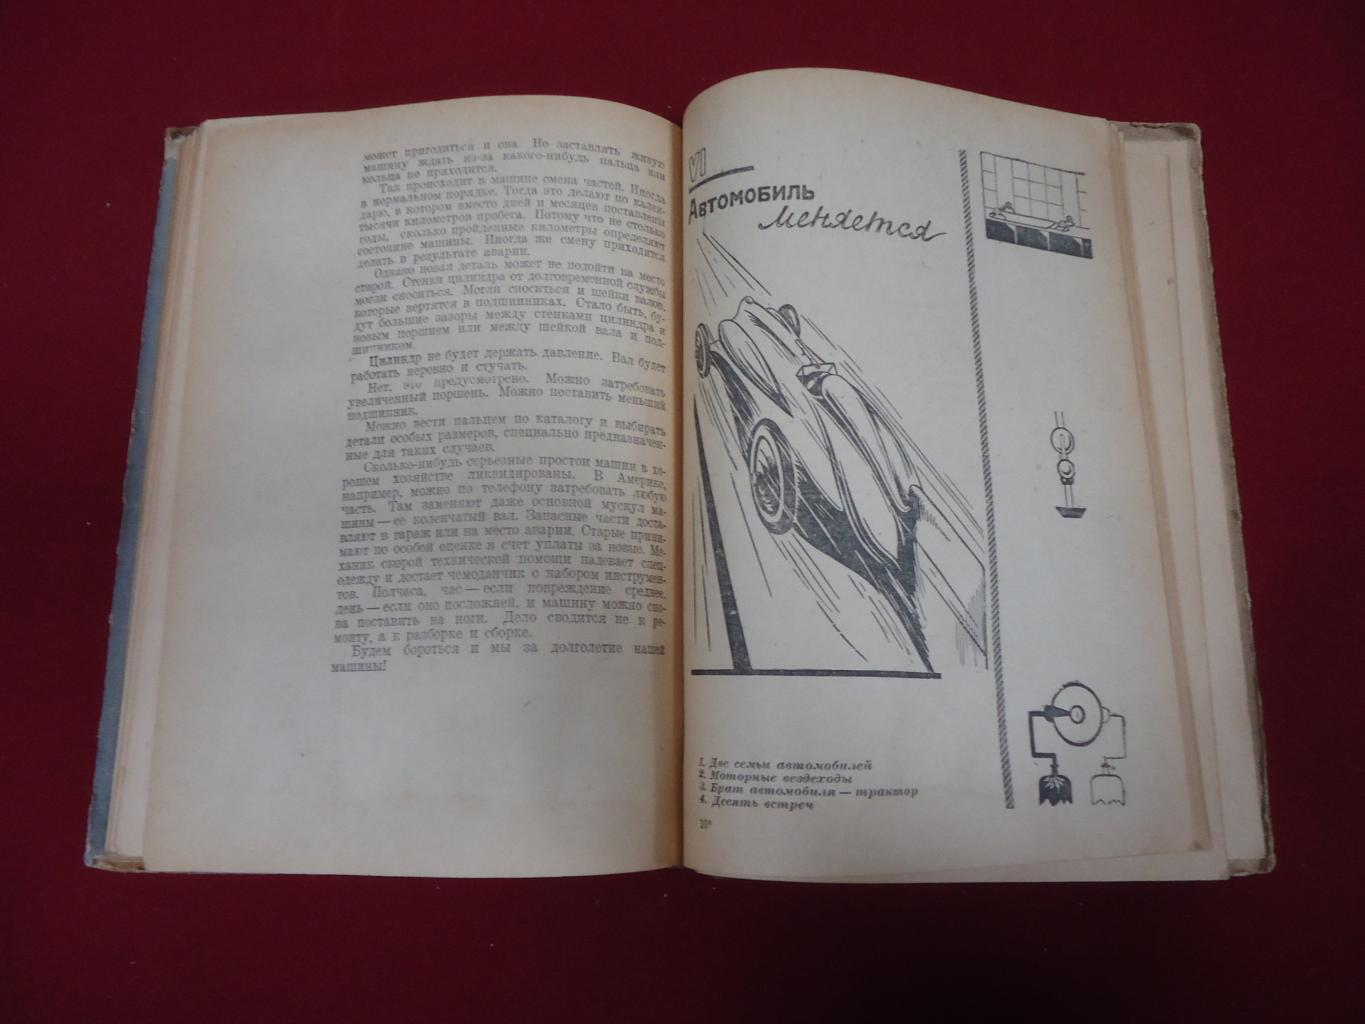 может пригодиться и она. Но заставлять живую
машину ждать из-за какого-нибудь пальца или
кольца не приходится.
Так происходит в машине смена частей. Иногда
в нормальном порядке. Тогда это делают по кален-
дарю, в котором вместо дней и месяцев поставлены
тысячи километров пробега. Потому что не столько
годы, сколько пройденные километры определяют
состояние машины. Иногда же смену приходится
делать в результате аварии.
Однако новая деталь может не подойти на место
старой. Стенки цилиндра от долговременной службы
могли сноситься. Могли сноситься и шейки валов,
которые вертятся в подшипниках. Стало быть, бу-
дут большие зазоры между стенками цилиндра и
новым поршнем или между шейкой вала и под-
шипником.
Цилиндр не будет держать давление. Вал будет
работать неровно и стучать.
Нет, это предусмотрено. Можно затребовать
увеличенный поршень. Можно поставить меньший
подшипник.
Можно вести пальцем по каталогу и выбирать
детали особых размеров, специально предназначен-
ные для таких случаев.
Сколько-нибудь серьезные простои машин в хо-
рошем хозяйстве ликвидированы. В Америке,
например, можно по телефону затребовать любую
часть. Там заменяют даже основной мускул ма-
шины — ее коленчатый вал. Запасные части доста-
вляют в гараж или на место аварии. Старые прини-
мают по особой оценке в счет уплаты за новые. Ме-
ханик скорой технической помощи надевает спец-
одежду и достает чемоданчик с набором инструмен-
тов. Полчаса, час — если повреждение среднее,
день — если оно посложней, и машину можно сно-
ва поставить на ноги. Дело сводится не к ре-
монту, а к разборке и сборке.
Будем бороться и мы за долголетие нашей
машины!
VI
Автомобиль
меняется
1. Две семьи автомобилей
2. Моторные вездеходы
3. Брат автомобиля — трактор
4. Десять встреч
10*